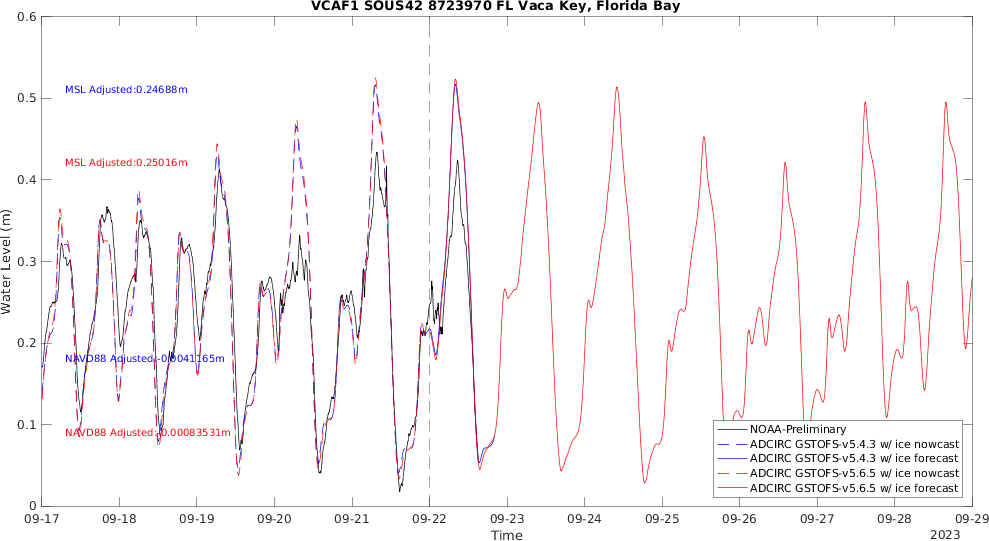 VCAF1 SOUS42 8723970 FL Vaca Key, Florida Bay
0.6
0.5
0.4
0.3
0.2
0.1
0
Water Level (m)
MSL Adjusted:0.24688m
MSL Adjusted:0.25016m
NAVD88 Adjusted:-0.0041165m
NAVD88 Adjusted:-0.00083531m
NOAA-Preliminary
ADCIRC GSTOFS-v5.4.3 w/ ice nowcast
ADCIRC GSTOFS-v5.4.3 w/ ice forecast
ADCIRC GSTOFS-v5.6.5 w/ ice nowcast
ADCIRC GSTOFS-v5.6.5 w/ ice forecast
09-17 09-18 09-19 09-20 09-21 09-22 09-23 09-24 09-25 09-26 09-27 09-28 09-29
Time
2023